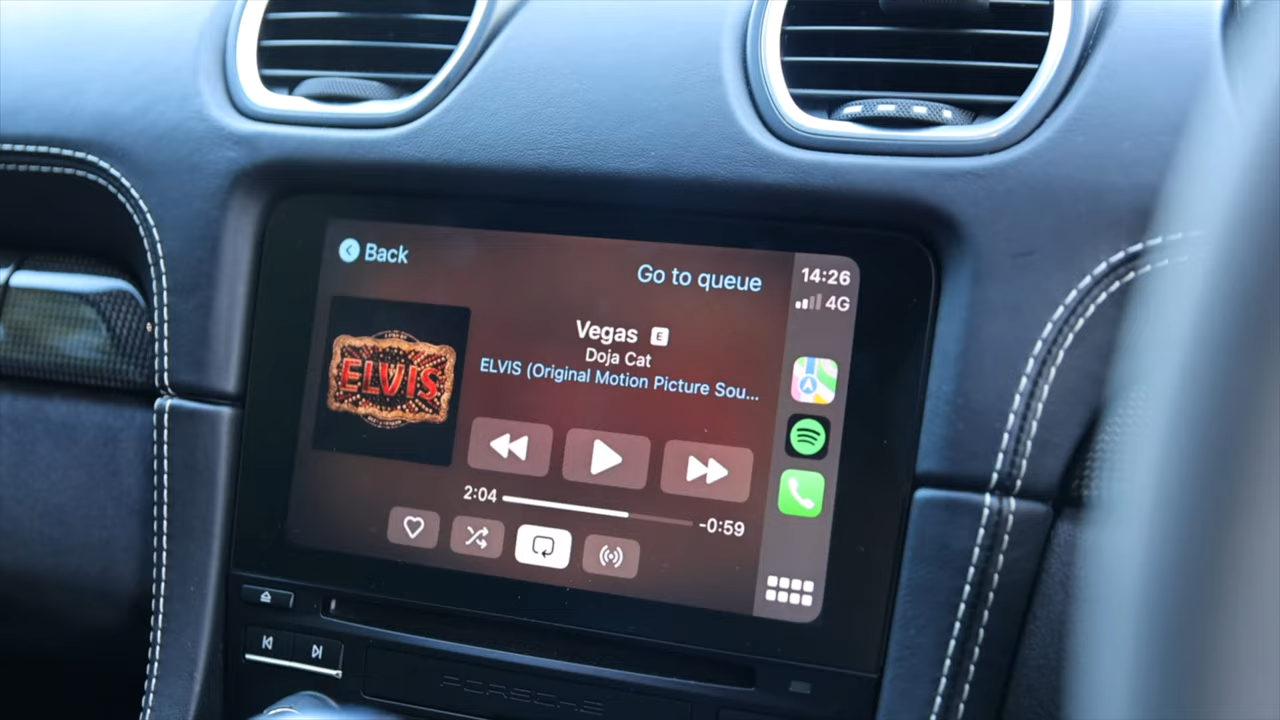 Back
Go to queue
14:26
4G
Vegas E
Doja Cat
ELVIS (Original Motion Picture Sou...
ELVIS
2:04
-0:59
PORSCHE